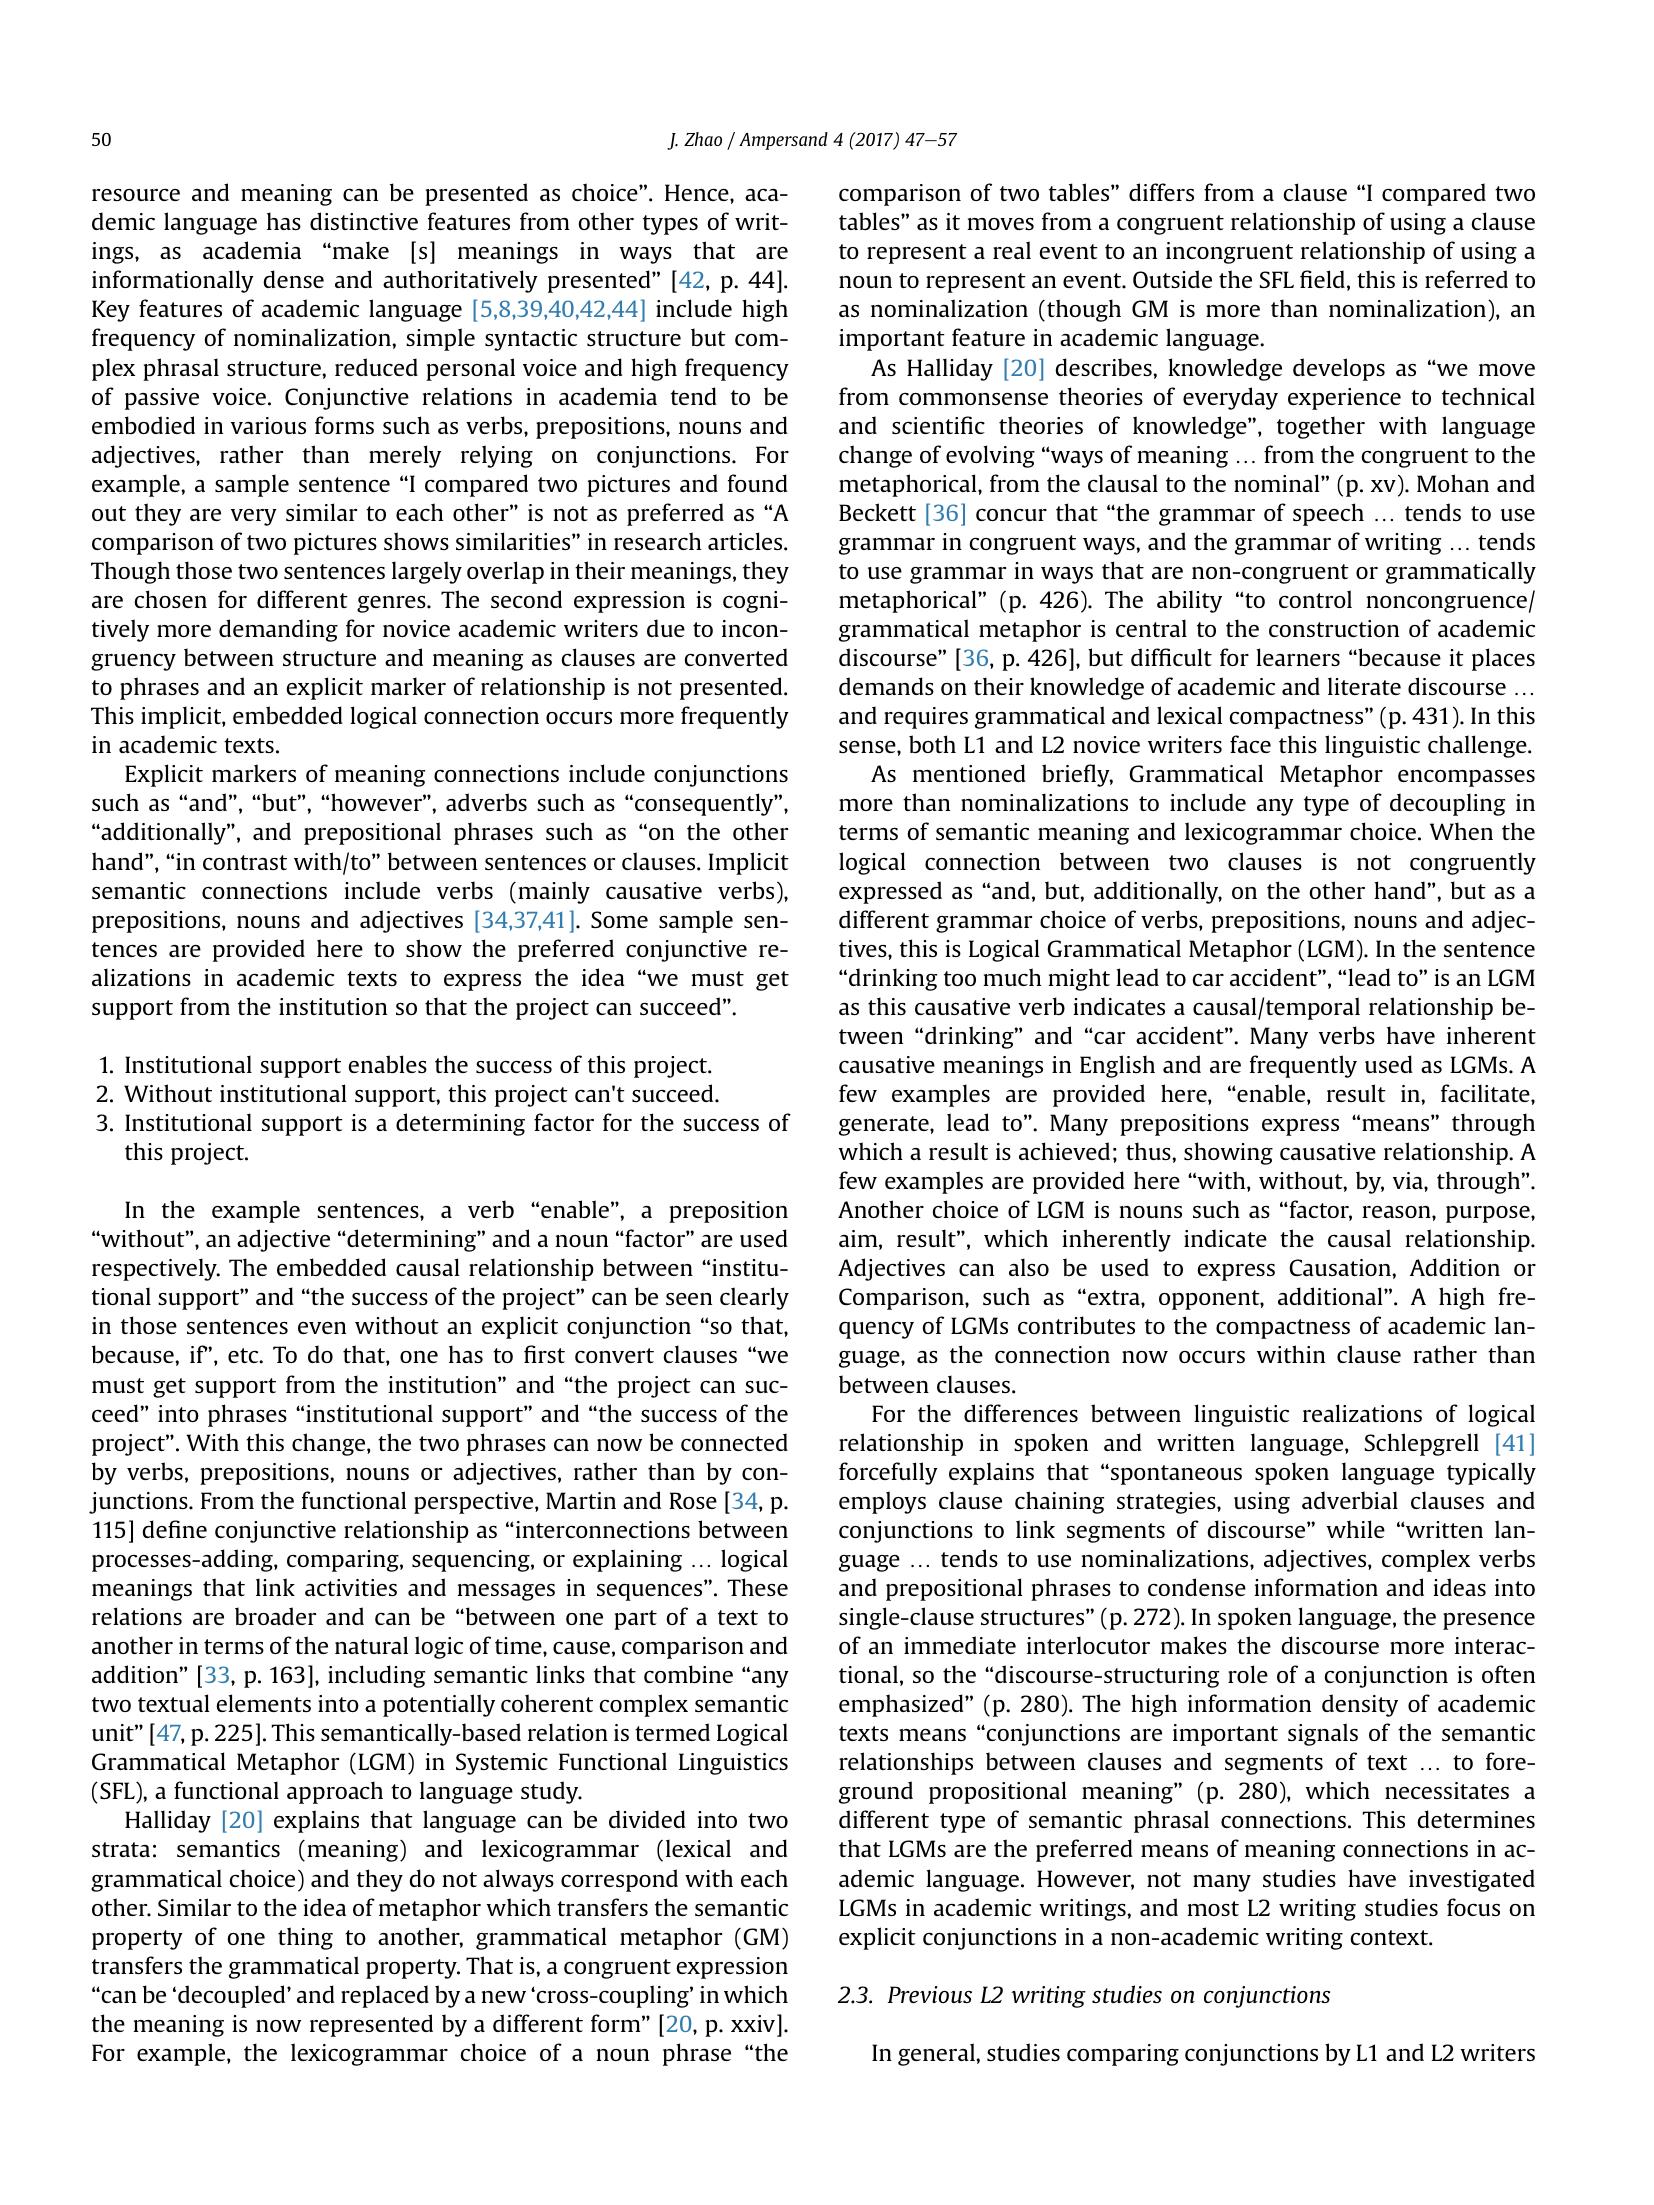 50
J. Zhao / Ampersand 4 (2017) 47–57
resource and meaning can be presented as choice”. Hence, aca-
demic language has distinctive features from other types of writ-
ings, as academia “make [s] meanings in ways that are
informationally dense and authoritatively presented” [42, p. 44].
Key features of academic language [5,8,39,40,42,44] include high
frequency of nominalization, simple syntactic structure but com-
plex phrasal structure, reduced personal voice and high frequency
of passive voice. Conjunctive relations in academia tend to be
embodied in various forms such as verbs, prepositions, nouns and
adjectives, rather than merely relying on conjunctions. For
example, a sample sentence “I compared two pictures and found
out they are very similar to each other” is not as preferred as “A
comparison of two pictures shows similarities” in research articles.
Though those two sentences largely overlap in their meanings, they
are chosen for different genres. The second expression is cogni-
tively more demanding for novice academic writers due to incon-
gruency between structure and meaning as clauses are converted
to phrases and an explicit marker of relationship is not presented.
This implicit, embedded logical connection occurs more frequently
in academic texts.
Explicit markers of meaning connections include conjunctions
such as “and”, “but”, “however”, adverbs such as “consequently”,
“additionally”, and prepositional phrases such as “on the other
hand”, “in contrast with/to” between sentences or clauses. Implicit
semantic connections include verbs (mainly causative verbs),
prepositions, nouns and adjectives [34,37,41]. Some sample sen-
tences are provided here to show the preferred conjunctive re-
alizations in academic texts to express the idea “we must get
support from the institution so that the project can succeed”.
1. Institutional support enables the success of this project.
2. Without institutional support, this project can't succeed.
3. Institutional support is a determining factor for the success of
this project.
In the example sentences, a verb “enable”, a preposition
“without”, an adjective “determining” and a noun “factor” are used
respectively. The embedded causal relationship between “institu-
tional support” and “the success of the project” can be seen clearly
in those sentences even without an explicit conjunction “so that,
because, if”, etc. To do that, one has to first convert clauses “we
must get support from the institution” and “the project can suc-
ceed” into phrases “institutional support” and “the success of the
project”. With this change, the two phrases can now be connected
by verbs, prepositions, nouns or adjectives, rather than by con-
junctions. From the functional perspective, Martin and Rose [34, p.
115] define conjunctive relationship as “interconnections between
processes-adding, comparing, sequencing, or explaining … logical
meanings that link activities and messages in sequences”. These
relations are broader and can be “between one part of a text to
another in terms of the natural logic of time, cause, comparison and
addition” [33, p. 163], including semantic links that combine “any
two textual elements into a potentially coherent complex semantic
unit” [47, p. 225]. This semantically-based relation is termed Logical
Grammatical Metaphor (LGM) in Systemic Functional Linguistics
(SFL), a functional approach to language study.
Halliday [20] explains that language can be divided into two
strata: semantics (meaning) and lexicogrammar (lexical and
grammatical choice) and they do not always correspond with each
other. Similar to the idea of metaphor which transfers the semantic
property of one thing to another, grammatical metaphor (GM)
transfers the grammatical property. That is, a congruent expression
“can be ‘decoupled’ and replaced by a new ‘cross-coupling’ in which
the meaning is now represented by a different form” [20, p. xxiv].
For example, the lexicogrammar choice of a noun phrase “the
comparison of two tables” differs from a clause “I compared two
tables” as it moves from a congruent relationship of using a clause
to represent a real event to an incongruent relationship of using a
noun to represent an event. Outside the SFL field, this is referred to
as nominalization (though GM is more than nominalization), an
important feature in academic language.
As Halliday [20] describes, knowledge develops as “we move
from commonsense theories of everyday experience to technical
and scientific theories of knowledge”, together with language
change of evolving “ways of meaning … from the congruent to the
metaphorical, from the clausal to the nominal” (p. xv). Mohan and
Beckett [36] concur that “the grammar of speech … tends to use
grammar in congruent ways, and the grammar of writing … tends
to use grammar in ways that are non-congruent or grammatically
metaphorical” (p. 426). The ability “to control noncongruence/
grammatical metaphor is central to the construction of academic
discourse” [36, p. 426], but difficult for learners “because it places
demands on their knowledge of academic and literate discourse …
and requires grammatical and lexical compactness” (p. 431). In this
sense, both L1 and L2 novice writers face this linguistic challenge.
As mentioned briefly, Grammatical Metaphor encompasses
more than nominalizations to include any type of decoupling in
terms of semantic meaning and lexicogrammar choice. When the
logical connection between two clauses is not congruently
expressed as “and, but, additionally, on the other hand”, but as a
different grammar choice of verbs, prepositions, nouns and adjec-
tives, this is Logical Grammatical Metaphor (LGM). In the sentence
“drinking too much might lead to car accident”, “lead to” is an LGM
as this causative verb indicates a causal/temporal relationship be-
tween “drinking” and “car accident”. Many verbs have inherent
causative meanings in English and are frequently used as LGMs. A
few examples are provided here, “enable, result in, facilitate,
generate, lead to”. Many prepositions express “means” through
which a result is achieved; thus, showing causative relationship. A
few examples are provided here “with, without, by, via, through”.
Another choice of LGM is nouns such as “factor, reason, purpose,
aim, result”, which inherently indicate the causal relationship.
Adjectives can also be used to express Causation, Addition or
Comparison, such as “extra, opponent, additional”. A high fre-
quency of LGMs contributes to the compactness of academic lan-
guage, as the connection now occurs within clause rather than
between clauses.
For the differences between linguistic realizations of logical
relationship in spoken and written language, Schlepgrell [41]
forcefully explains that “spontaneous spoken language typically
employs clause chaining strategies, using adverbial clauses and
conjunctions to link segments of discourse” while “written lan-
guage … tends to use nominalizations, adjectives, complex verbs
and prepositional phrases to condense information and ideas into
single-clause structures” (p. 272). In spoken language, the presence
of an immediate interlocutor makes the discourse more interac-
tional, so the “discourse-structuring role of a conjunction is often
emphasized” (p. 280). The high information density of academic
texts means “conjunctions are important signals of the semantic
relationships between clauses and segments of text … to fore-
ground propositional meaning” (p. 280), which necessitates a
different type of semantic phrasal connections. This determines
that LGMs are the preferred means of meaning connections in ac-
ademic language. However, not many studies have investigated
LGMs in academic writings, and most L2 writing studies focus on
explicit conjunctions in a non-academic writing context.
2.3. Previous L2 writing studies on conjunctions
In general, studies comparing conjunctions by L1 and L2 writers